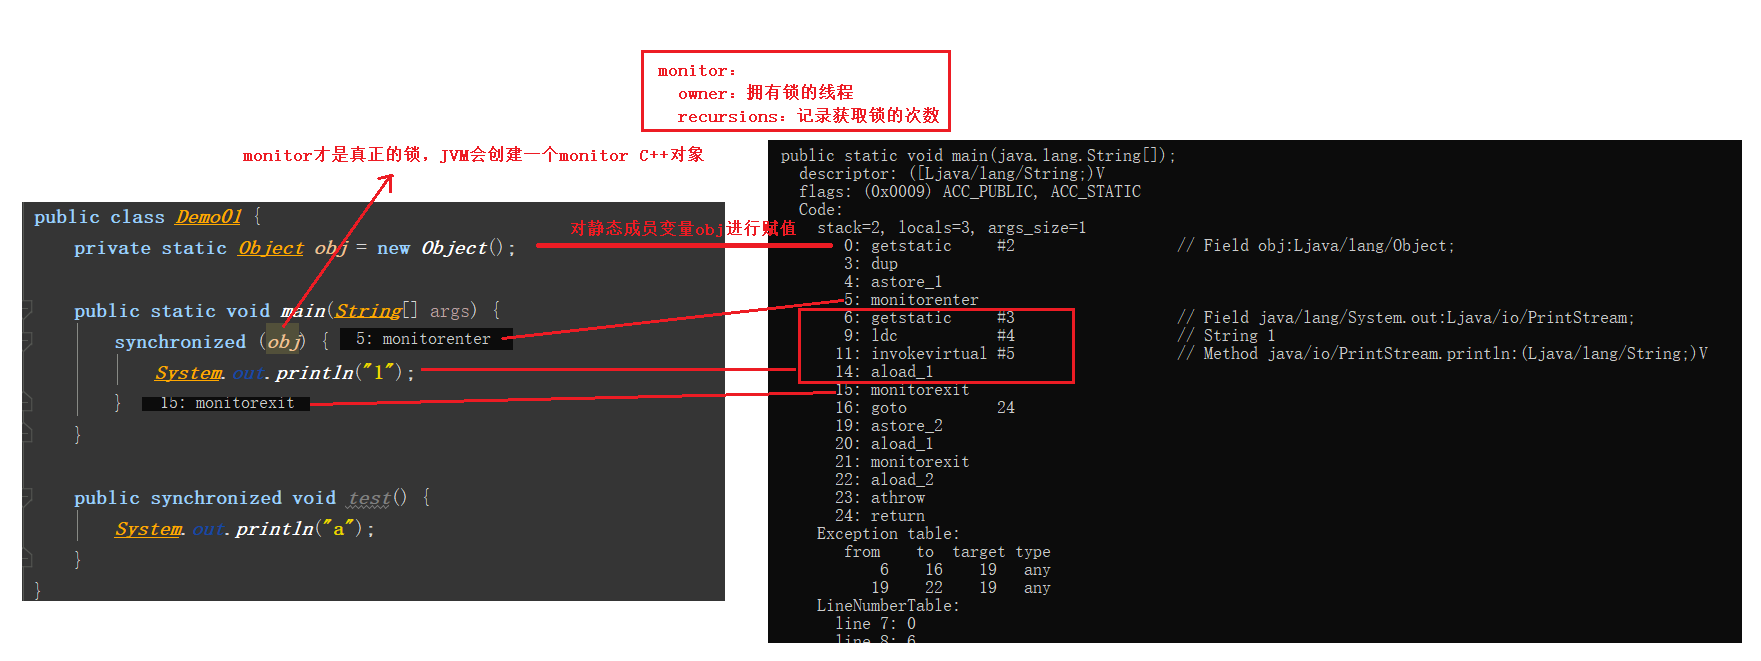 monitor：
owner：拥有锁的线程
recursions：记录获取锁的次数
monitor才是真正的锁，JVM会创建一个monitor C++对象
public class Demo01 {
private static Object obj = new Object();
public static void main(String[] args) {
synchronized (obj) {
5: monitorenter
System.out.println("1");
}
15: monitorexit
}
public synchronized void test() {
System.out.println("a");
}
}
对静态成员变量obj进行赋值
public static void main(java.lang.String[]);
descriptor: ([Ljava/lang/String;)V
flags: (0x0009) ACC_PUBLIC, ACC_STATIC
Code:
stack=2, locals=3, args_size=1
0: getstatic #2 // Field obj:Ljava/lang/Object;
3: dup
4: astore_1
5: monitorenter
6: getstatic #3 // Field java/lang/System.out:Ljava/io/PrintStream;
9: ldc #4 // String 1
11: invokevirtual #5 // Method java/io/PrintStream.println:(Ljava/lang/String;)V
14: aload_1
15: monitorexit
16: goto 24
19: astore_2
20: aload_1
21: monitorexit
22: aload_2
23: athrow
24: return
Exception table:
from to target type
6 16 19 any
19 22 19 any
LineNumberTable:
line 7: 0
line 8: 6